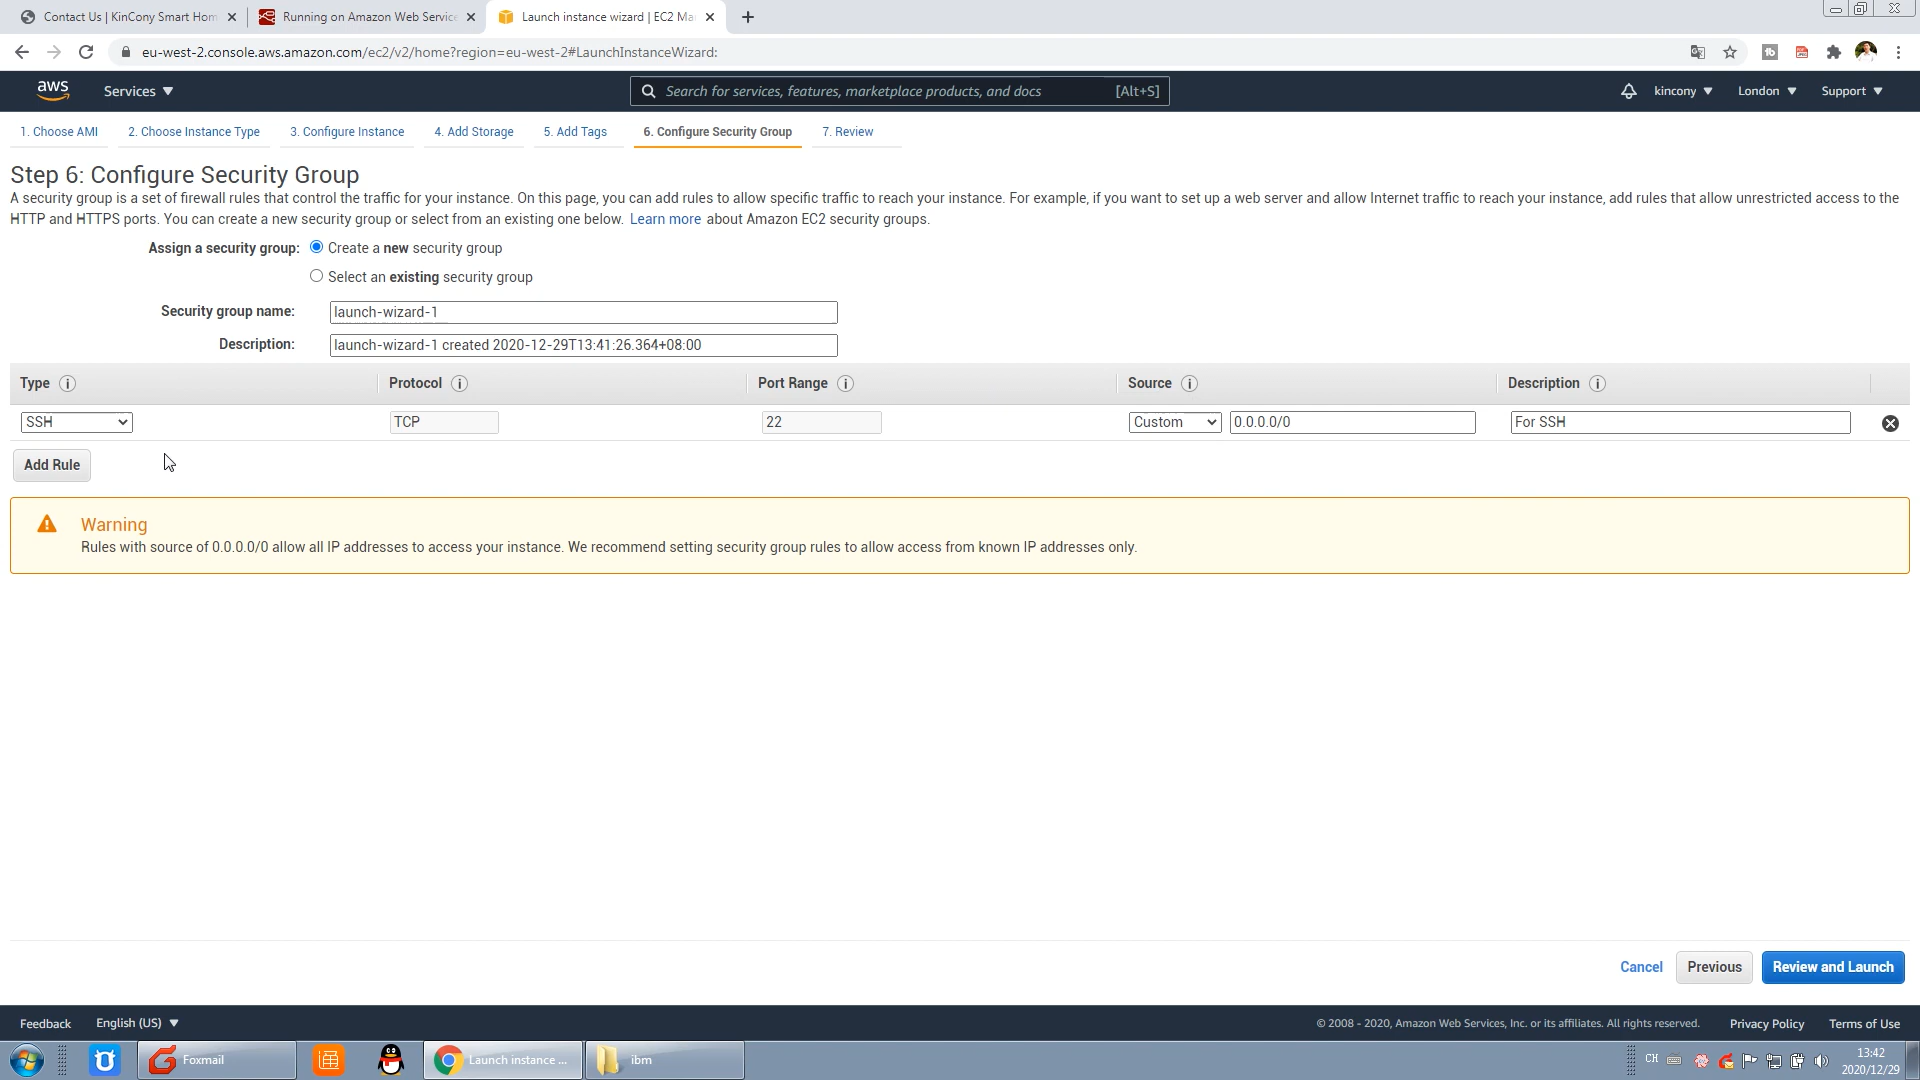 Contact Us | KinCony Smart Hom
Running on Amazon Web Service
Launch instance wizard | EC2 Ma
eu-west-2.console.aws.amazon.com/ec2/v2/home?region=eu-west-2#LaunchInstanceWizard:
aws
Services
Search for services, features, marketplace products, and docs
[Alt+S]
kincony
London
Support
1. Choose AMI
2. Choose Instance Type
3. Configure Instance
4. Add Storage
5. Add Tags
6. Configure Security Group
7. Review
Step 6: Configure Security Group
A security group is a set of firewall rules that control the traffic for your instance. On this page, you can add rules to allow specific traffic to reach your instance. For example, if you want to set up a web server and allow Internet traffic to reach your instance, add rules that allow unrestricted access to the
HTTP and HTTPS ports. You can create a new security group or select from an existing one below. Learn more about Amazon EC2 security groups.
Assign a security group: Create a new security group
Select an existing security group
Security group name: launch-wizard-1
Description: launch-wizard-1 created 2020-12-29T13:41:26.364+08:00
Type Protocol Port Range Source Description
SSH TCP 22 Custom 0.0.0.0/0 For SSH
Add Rule
Warning
Rules with source of 0.0.0.0/0 allow all IP addresses to access your instance. We recommend setting security group rules to allow access from known IP addresses only.
Cancel Previous Review and Launch
Feedback
English (US)
© 2008 - 2020, Amazon Web Services, Inc. or its affiliates. All rights reserved.
Privacy Policy
Terms of Use
Foxmail
Launch instance ...
ibm
CH
13:42
2020/12/29